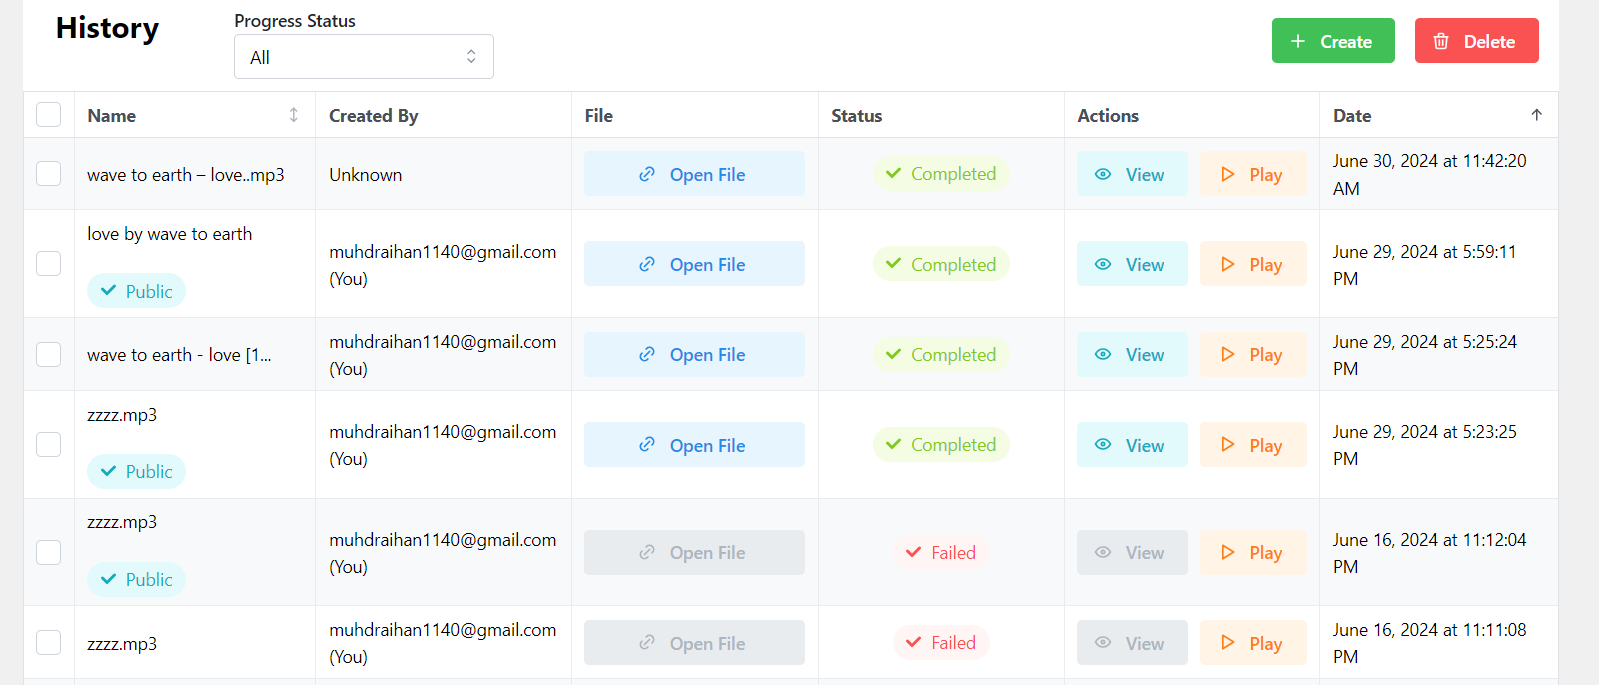 History
Progress Status
All
Create
Delete
Name
Created By
File
Status
Actions
Date
wave to earth – love..mp3
Unknown
Open File
Completed
View
Play
June 30, 2024 at 11:42:20
AM
love by wave to earth
Public
muhdraihan1140@gmail.com
(You)
Open File
Completed
View
Play
June 29, 2024 at 5:59:11
PM
wave to earth - love [1...
muhdraihan1140@gmail.com
(You)
Open File
Completed
View
Play
June 29, 2024 at 5:25:24
PM
zzzz.mp3
Public
muhdraihan1140@gmail.com
(You)
Open File
Completed
View
Play
June 29, 2024 at 5:23:25
PM
zzzz.mp3
Public
muhdraihan1140@gmail.com
(You)
Open File
Failed
View
Play
June 16, 2024 at 11:12:04
PM
zzzz.mp3
muhdraihan1140@gmail.com
(You)
Open File
Failed
View
Play
June 16, 2024 at 11:11:08
PM